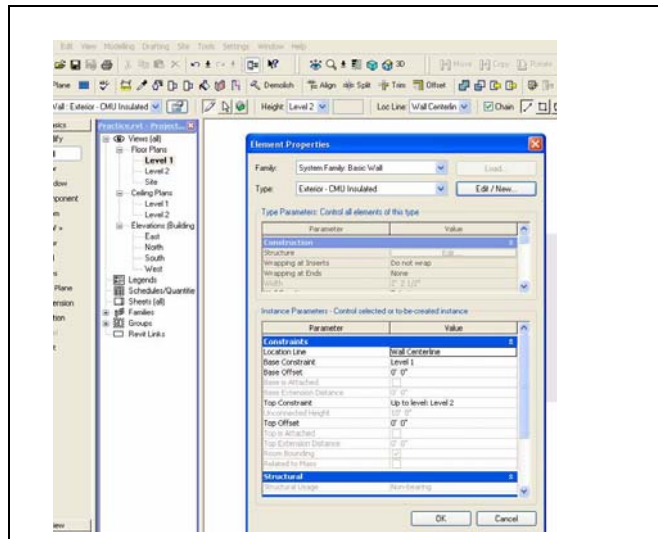 Edit View Modelling Drafting Site Tools Settings Window Help
3D Move Copy Rotate
Plane Demolish Align Split Trim Offset
Wall : Exterior - CMU Insulated Height: Level 2 Loc Line: Wall Centerlin Chain
Practice.rvt - Project...
Views (all)
Floor Plans
Level 1
Level 2
Site
Ceiling Plans
Level 1
Level 2
Elevations (Building
East
North
South
West
Legends
Schedules/Quantitie
Sheets (all)
Families
Groups
Revit Links
Element Properties
Family: System Family: Basic Wall Load...
Type: Exterior - CMU Insulated Edit / New...
Type Parameters: Control all elements of this type
Parameter Value
Construction
Structure Edit...
Wrapping at Inserts Do not wrap
Wrapping at Ends None
Width
Instance Parameters - Control selected or to-be-created instance
Parameter Value
Constraints
Location Line Wall Centerline
Base Constraint Level 1
Base Offset 0' 0"
Base is Attached
Base Extension Distance 0' 0"
Top Constraint Up to level: Level 2
Unconnected Height 10' 0"
Top Offset 0' 0"
Top is Attached
Top Extension Distance 0' 0"
Room Bounding
Related to Mass
Structural
Structural Usage Non-bearing
OK Cancel